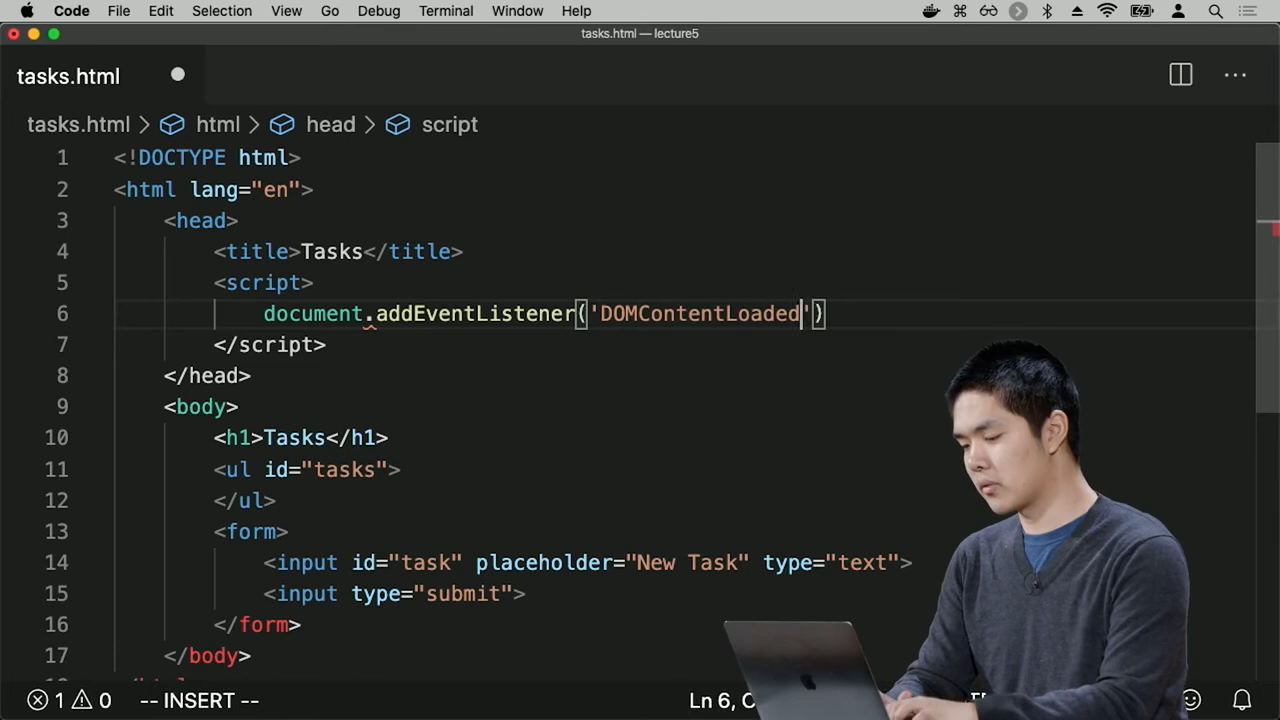 Code File Edit Selection View Go Debug Terminal Window Help
tasks.html — lecture5
tasks.html
tasks.html > html > head > script
1 <!DOCTYPE html>
2 <html lang="en">
3 <head>
4 <title>Tasks</title>
5 <script>
6 document.addEventListener('DOMContentLoaded')
7 </script>
8 </head>
9 <body>
10 <h1>Tasks</h1>
11 <ul id="tasks">
12 </ul>
13 <form>
14 <input id="task" placeholder="New Task" type="text">
15 <input type="submit">
16 </form>
17 </body>
1 0 -- INSERT -- Ln 6,